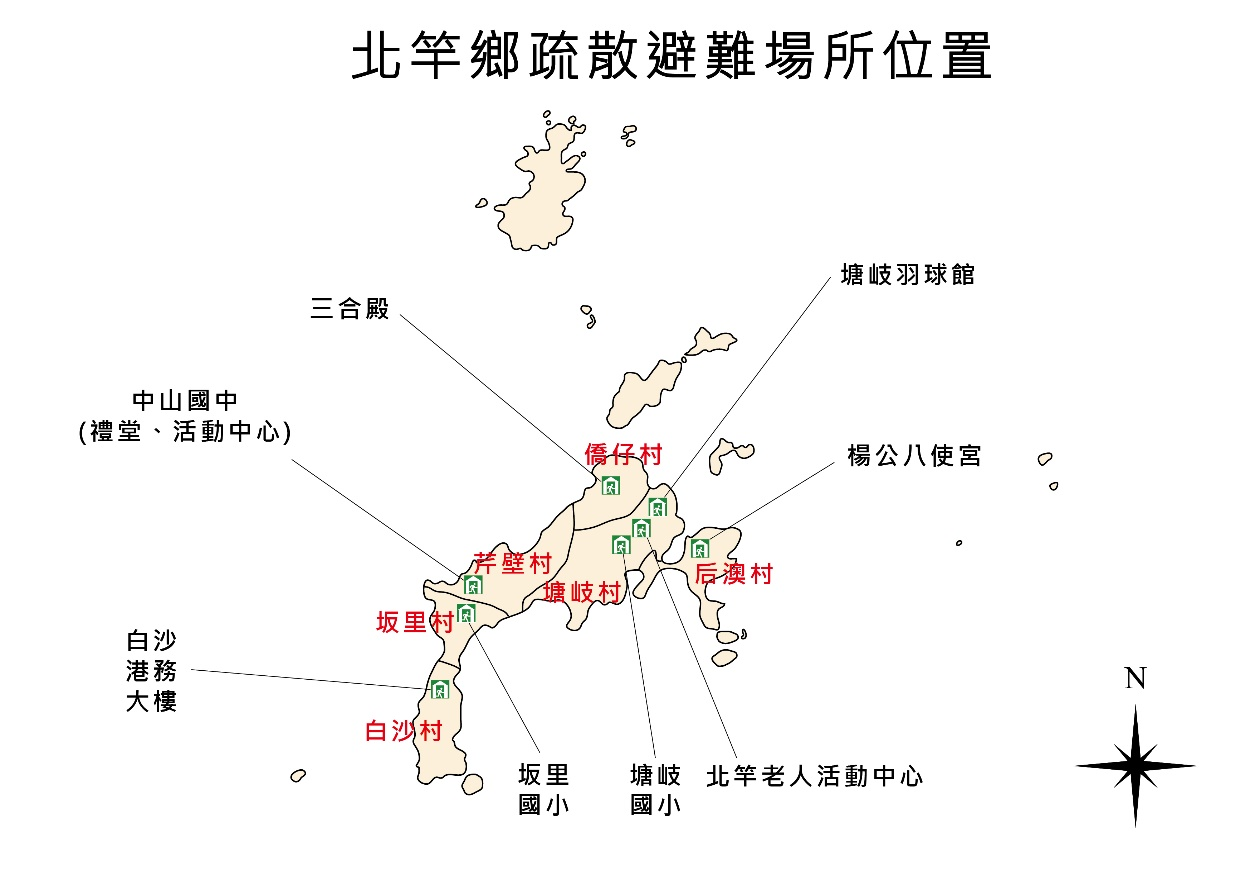 北竿鄉疏散避難場所位置
塘岐羽球館
三合殿
中山國中
(禮堂、活動中心)
僑仔村
楊公八使宮
芹壁村
后澳村
塘岐村
坂里村
白沙
港務
大樓
白沙村
N
坂里
國小
塘岐
國小
北竿老人活動中心